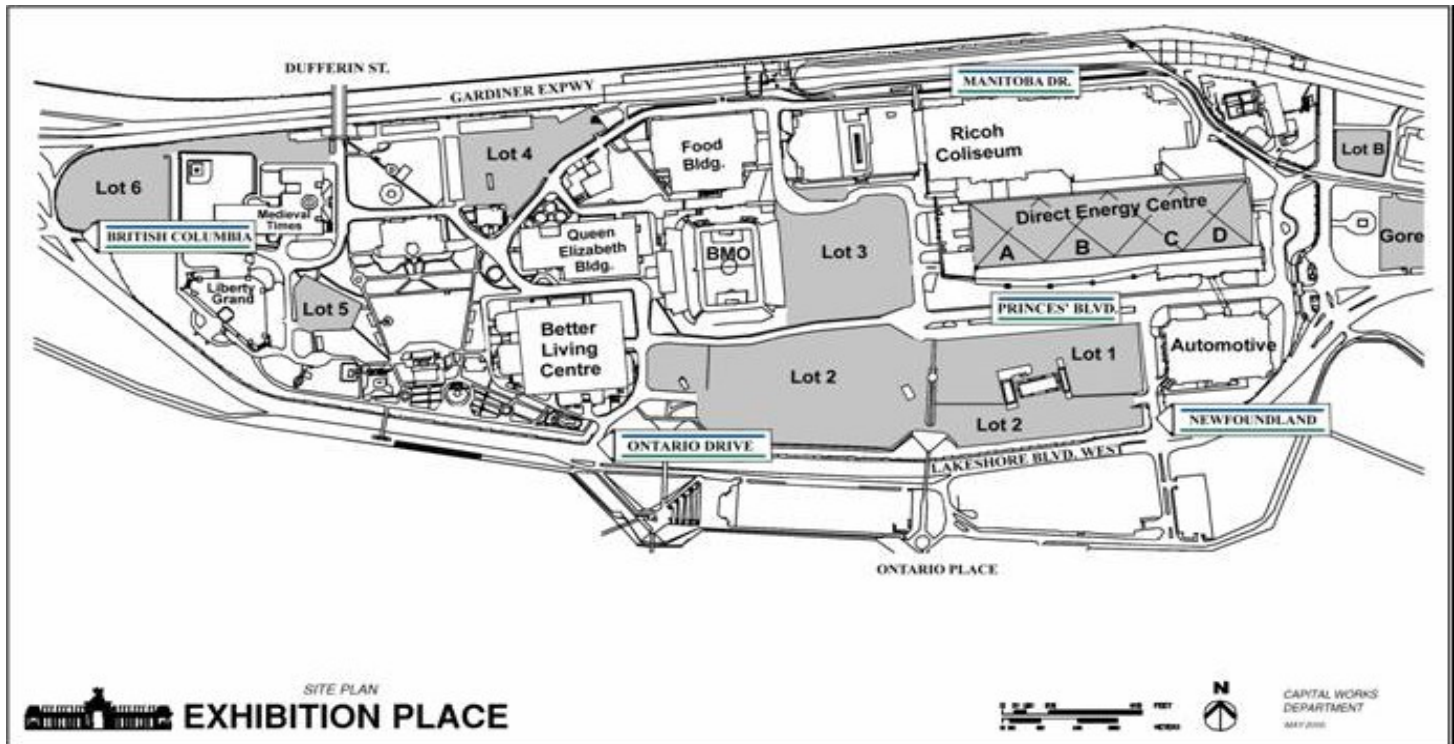 DUFFERIN ST.
GARDINER EXPWY
MANITOBA DR.
Lot 6
Lot 4
Food
Bldg.
Ricoh
Coliseum
Lot B
Medieval
Times
BRITISH COLUMBIA
Queen
Elizabeth
Bldg.
BMO
Lot 3
Direct Energy Centre
A
B
C
D
Gore
Liberty
Grand
Lot 5
Better
Living
Centre
PRINCES' BLVD.
Automotive
Lot 2
Lot 1
Lot 2
NEWFOUNDLAND
ONTARIO DRIVE
LAKESHORE BLVD. WEST
ONTARIO PLACE
SITE PLAN
EXHIBITION PLACE
FEET
METERS
N
CAPITAL WORKS
DEPARTMENT